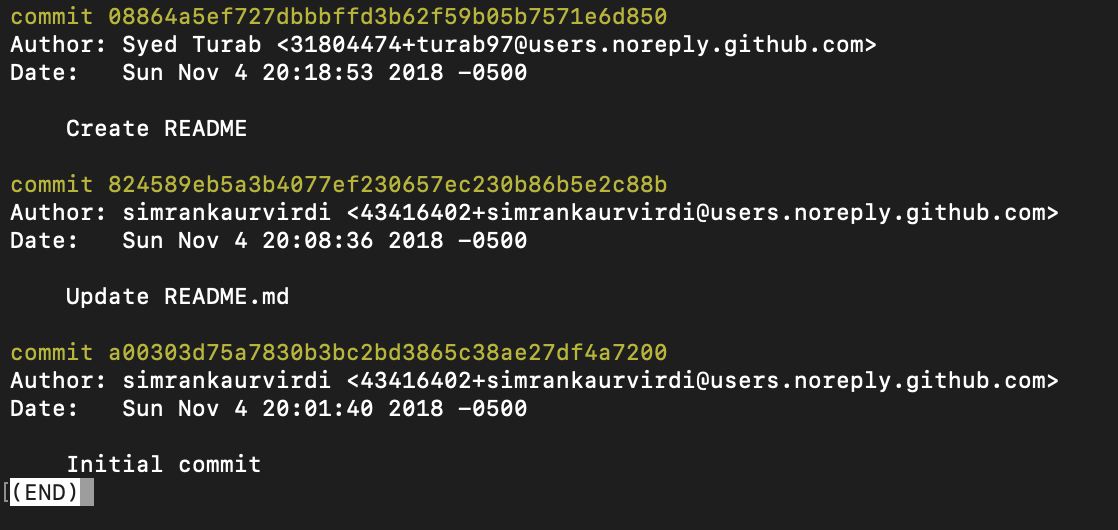 commit 08864a5ef727dbbbffd3b62f59b05b7571e6d850
Author: Syed Turab <31804474+turab97@users.noreply.github.com>
Date:   Sun Nov 4 20:18:53 2018 -0500
Create README
commit 824589eb5a3b4077ef230657ec230b86b5e2c88b
Author: simrankaurvirdi <43416402+simrankaurvirdi@users.noreply.github.com>
Date:   Sun Nov 4 20:08:36 2018 -0500
Update README.md
commit a00303d75a7830b3bc2bd3865c38ae27df4a7200
Author: simrankaurvirdi <43416402+simrankaurvirdi@users.noreply.github.com>
Date:   Sun Nov 4 20:01:40 2018 -0500
Initial commit
[(END)